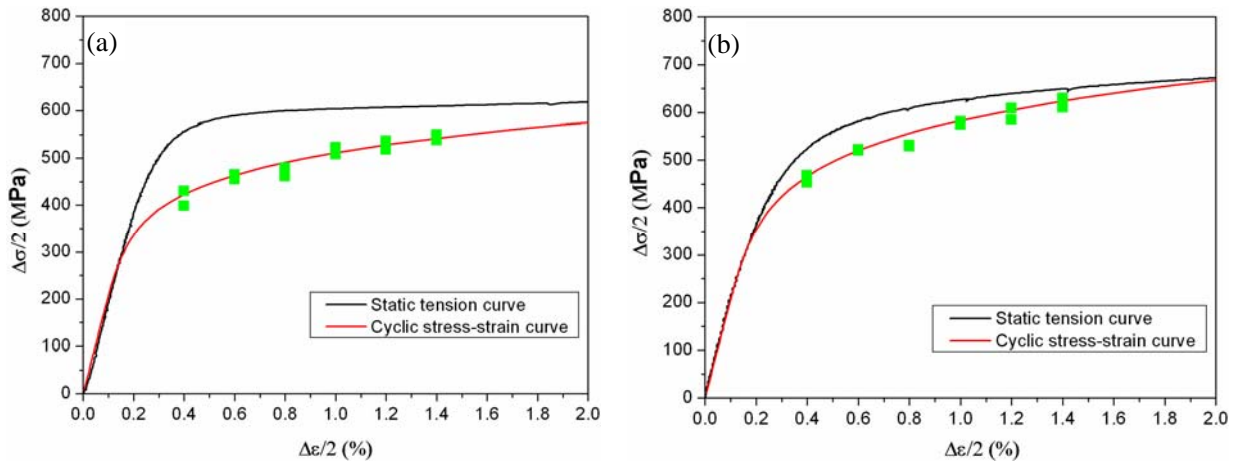 (a)
800
700
600
500
400
300
200
100
0
Δσ/2 (MPa)
0.0 0.2 0.4 0.6 0.8 1.0 1.2 1.4 1.6 1.8 2.0
Δε/2 (%)
Static tension curve
Cyclic stress-strain curve
(b)
800
700
600
500
400
300
200
100
0
Δσ/2 (MPa)
0.0 0.2 0.4 0.6 0.8 1.0 1.2 1.4 1.6 1.8 2.0
Δε/2 (%)
Static tension curve
Cyclic stress-strain curve